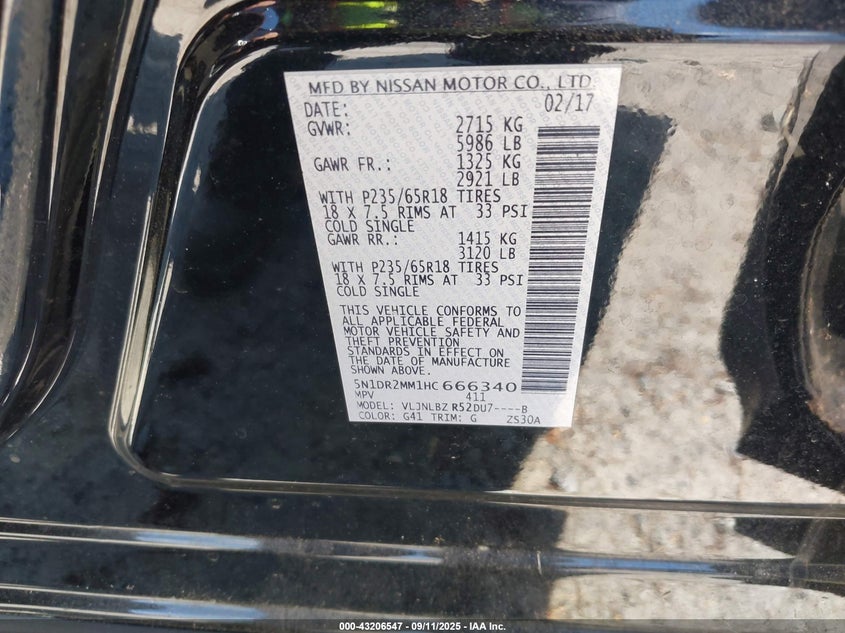 MFD BY NISSAN MOTOR CO., LTD.
DATE: 02/17
GVWR: 2715 KG
5986 LB
GAWR FR.: 1325 KG
2921 LB
WITH P235/65R18 TIRES
18 X 7.5 RIMS AT 33 PSI
COLD SINGLE
GAWR RR.: 1415 KG
3120 LB
WITH P235/65R18 TIRES
18 X 7.5 RIMS AT 33 PSI
COLD SINGLE
THIS VEHICLE CONFORMS TO
ALL APPLICABLE FEDERAL
MOTOR VEHICLE SAFETY AND
THEFT PREVENTION
STANDARDS IN EFFECT ON
THE DATE OF MANUFACTURE
SHOWN ABOVE.
5N1DR2MM1HC666340
MPV 411
MODEL: VLJNLBZ R52DU7----B
COLOR: G41 TRIM: G ZS30A
000-43206547 - 09/11/2025 - IAA Inc.